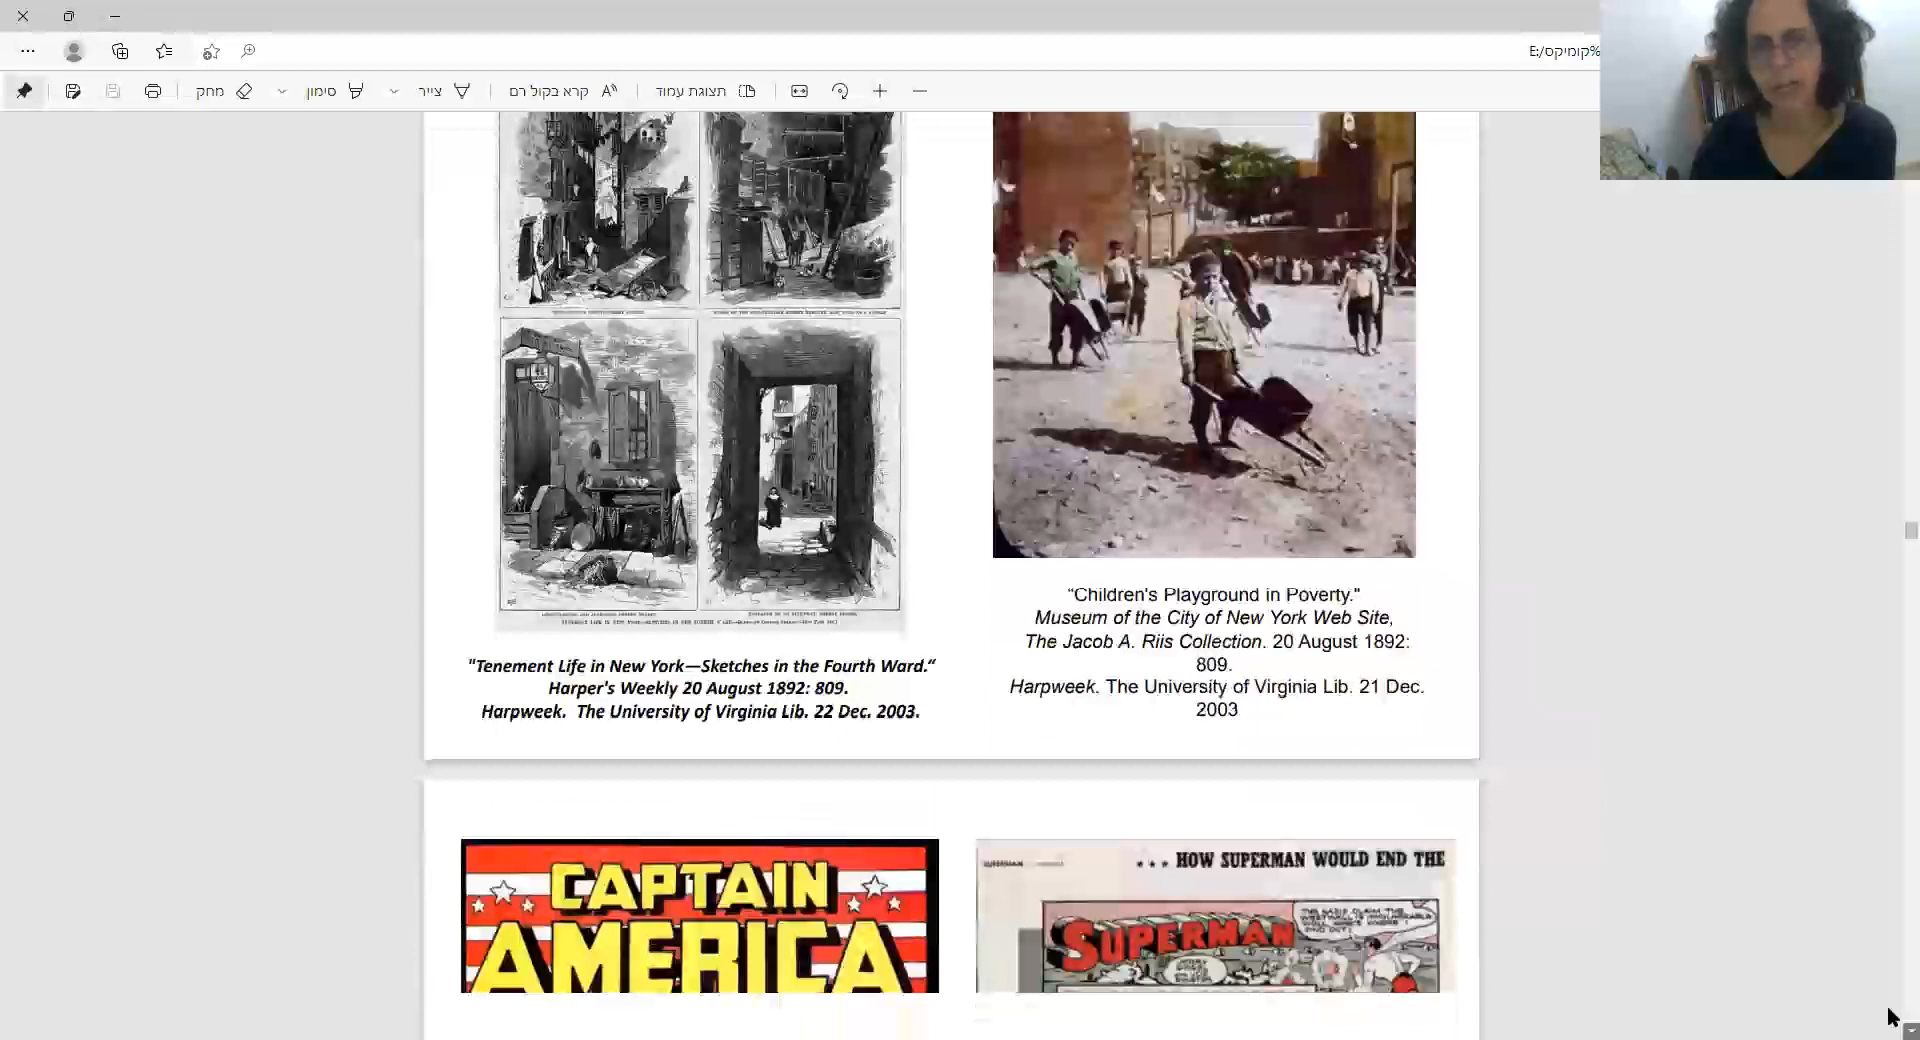 E:/קומיקס%
מחק
סימון
צייר
קרא בקול רם
תצוגת עמוד
"Tenement Life in New York—Sketches in the Fourth Ward.“
Harper's Weekly 20 August 1892: 809.
Harpweek. The University of Virginia Lib. 22 Dec. 2003.
“Children's Playground in Poverty."
Museum of the City of New York Web Site,
The Jacob A. Riis Collection. 20 August 1892:
809.
Harpweek. The University of Virginia Lib. 21 Dec.
2003
CAPTAIN
AMERICA
SUPERMAN
... HOW SUPERMAN WOULD END THE
SUPERMAN